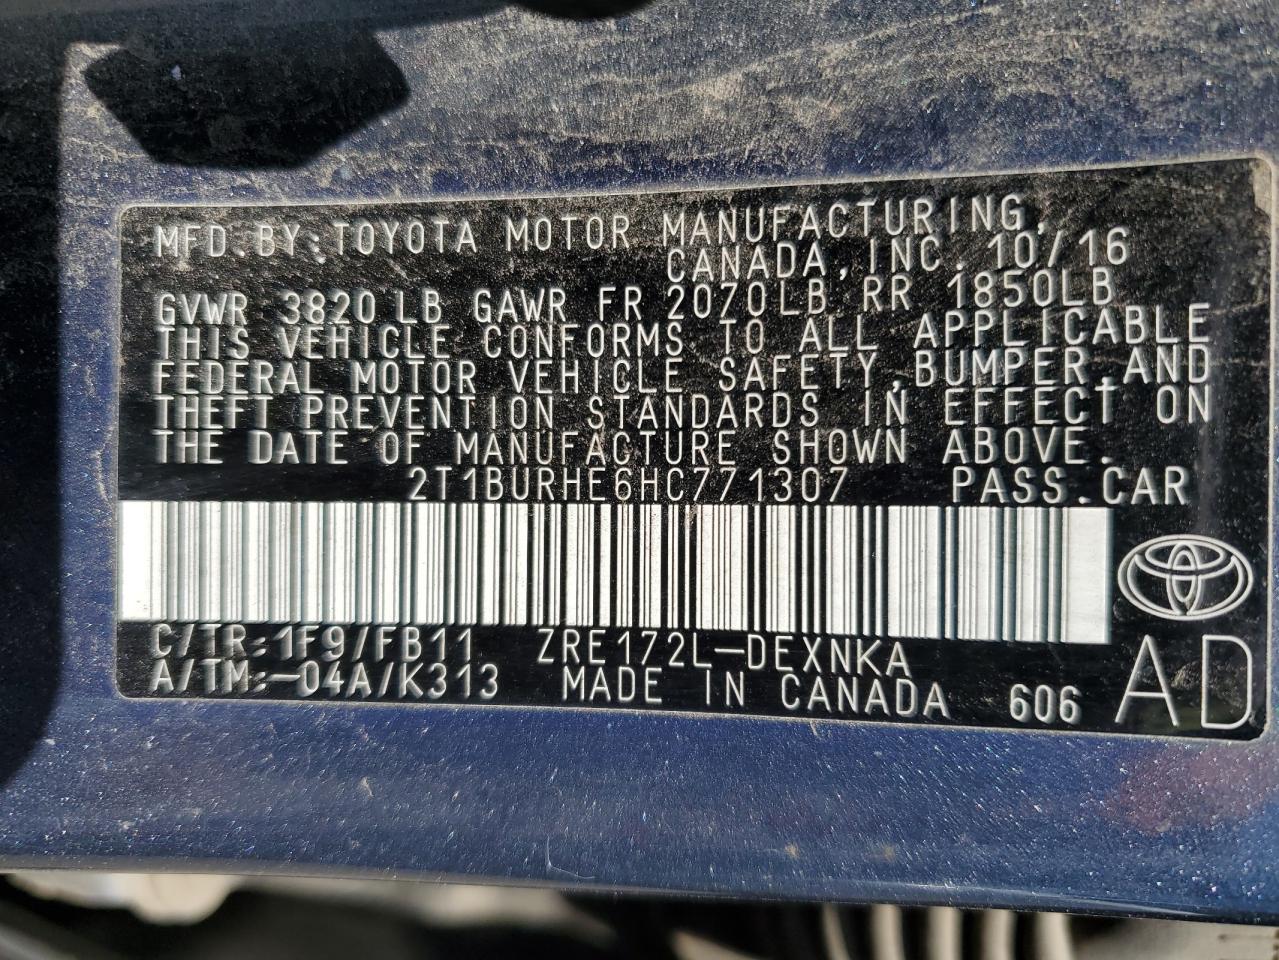 MFD.BY:TOYOTA MOTOR MANUFACTURING,
CANADA,INC.10/16
GVWR 3820LB GAWR FR 2070LB RR 1850LB
THIS VEHICLE CONFORMS TO ALL APPLICABLE
FEDERAL MOTOR VEHICLE SAFETY,BUMPER,AND
THEFT PREVENTION STANDARDS IN EFFECT ON
THE DATE OF MANUFACTURE SHOWN ABOVE.
2T1BURHE6HC771307 PASS.CAR
C/TR:1F9/FB11 ZRE172L-DEXNKA
A/TM:-04A/K313 MADE IN CANADA 606 AD